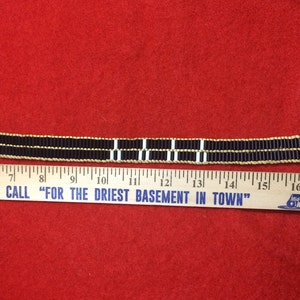 7 8 9 10 11 12 13 14 15 16
CALL "FOR THE DRIEST BASEMENT IN TOWN"